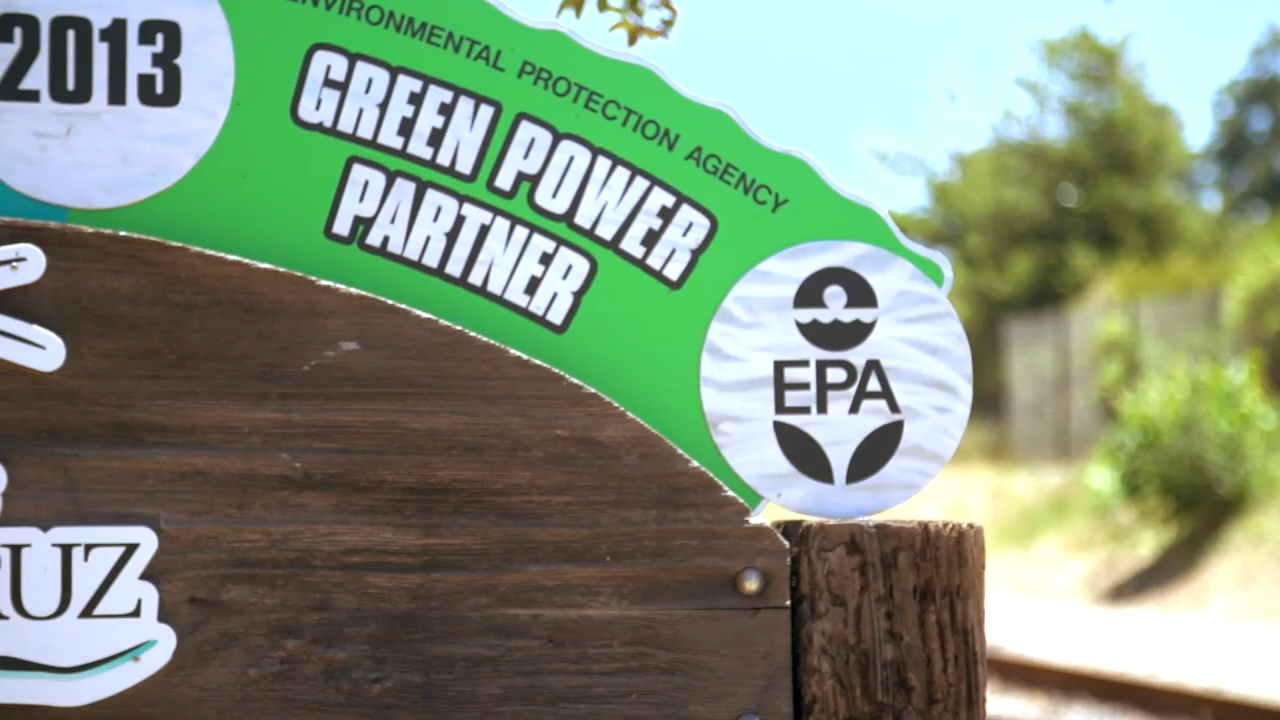 2013
ENVIRONMENTAL PROTECTION AGENCY
GREEN POWER
PARTNER
EPA
RUZ